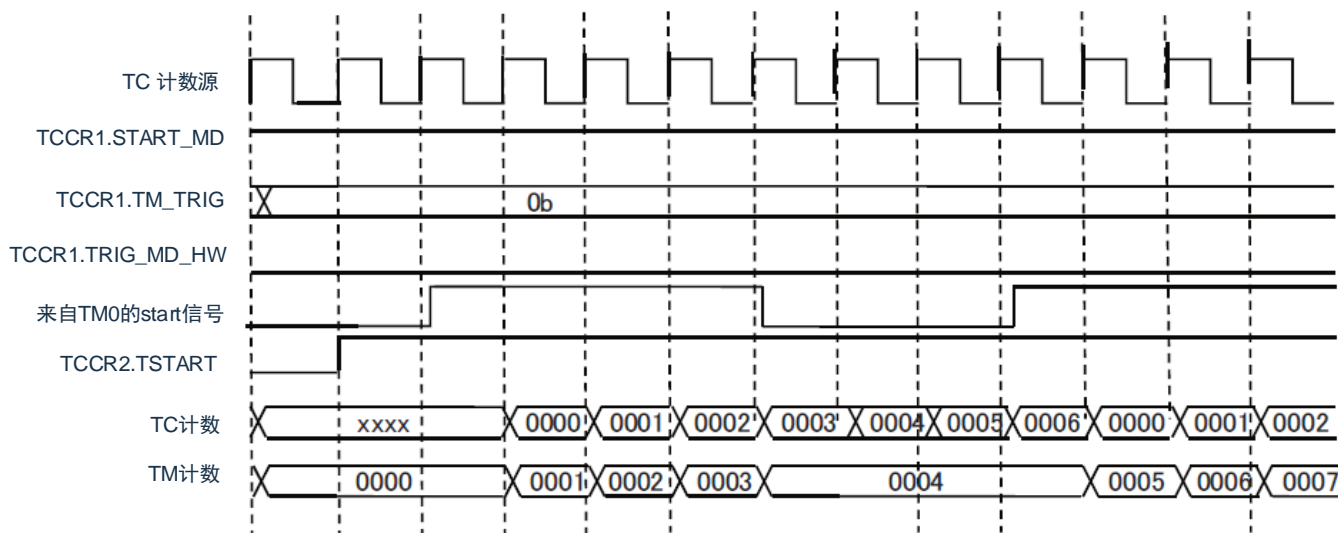 TC 计数源
TCCR1.START_MD
TCCR1.TM_TRIG 0b
TCCR1.TRIG_MD_HW
来自TM0的start信号
TCCR2.TSTART
TC计数 xxxx 0000 0001 0002 0003 0004 0005 0006 0000 0001 0002
TM计数 0000 0001 0002 0003 0004 0005 0006 0007